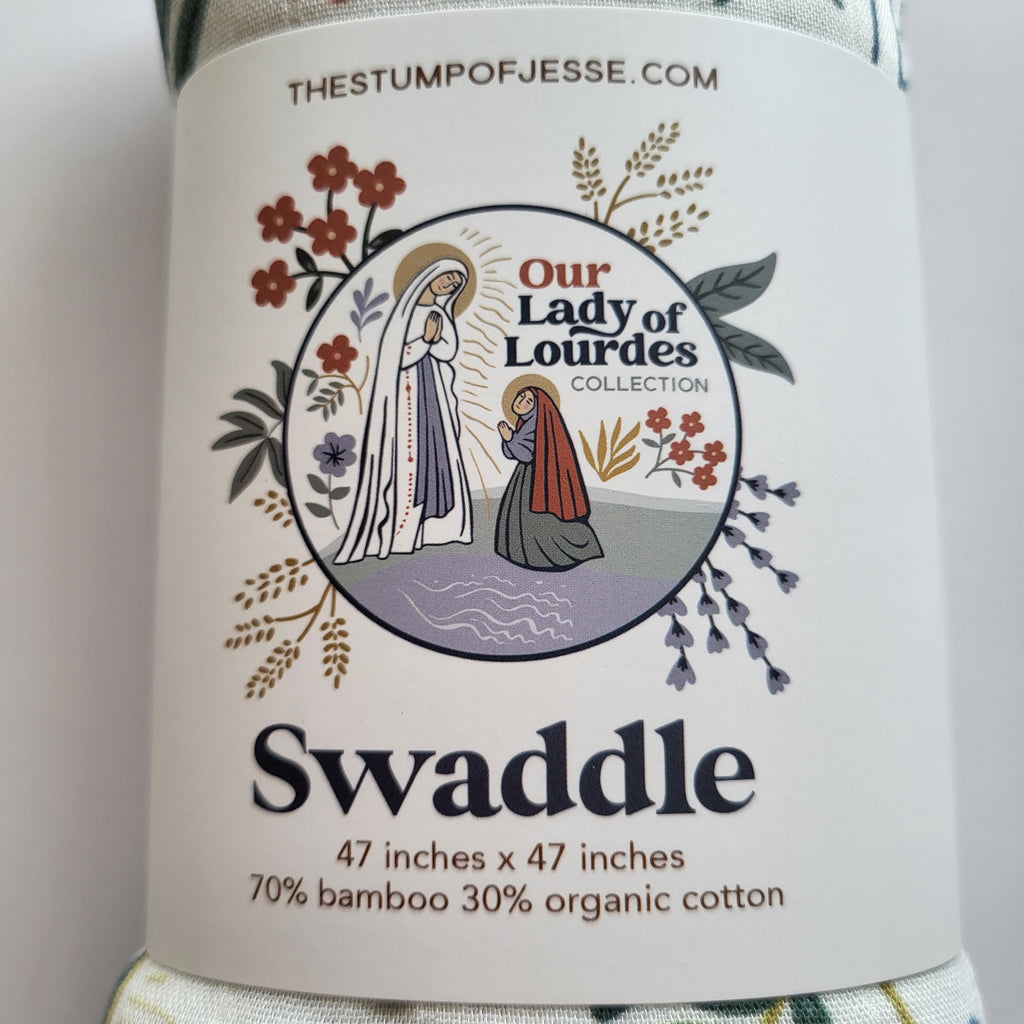 THESTUMPOFJESSE.COM
Our
Lady of
Lourdes
COLLECTION
Swaddle
47 inches x 47 inches
70% bamboo 30% organic cotton